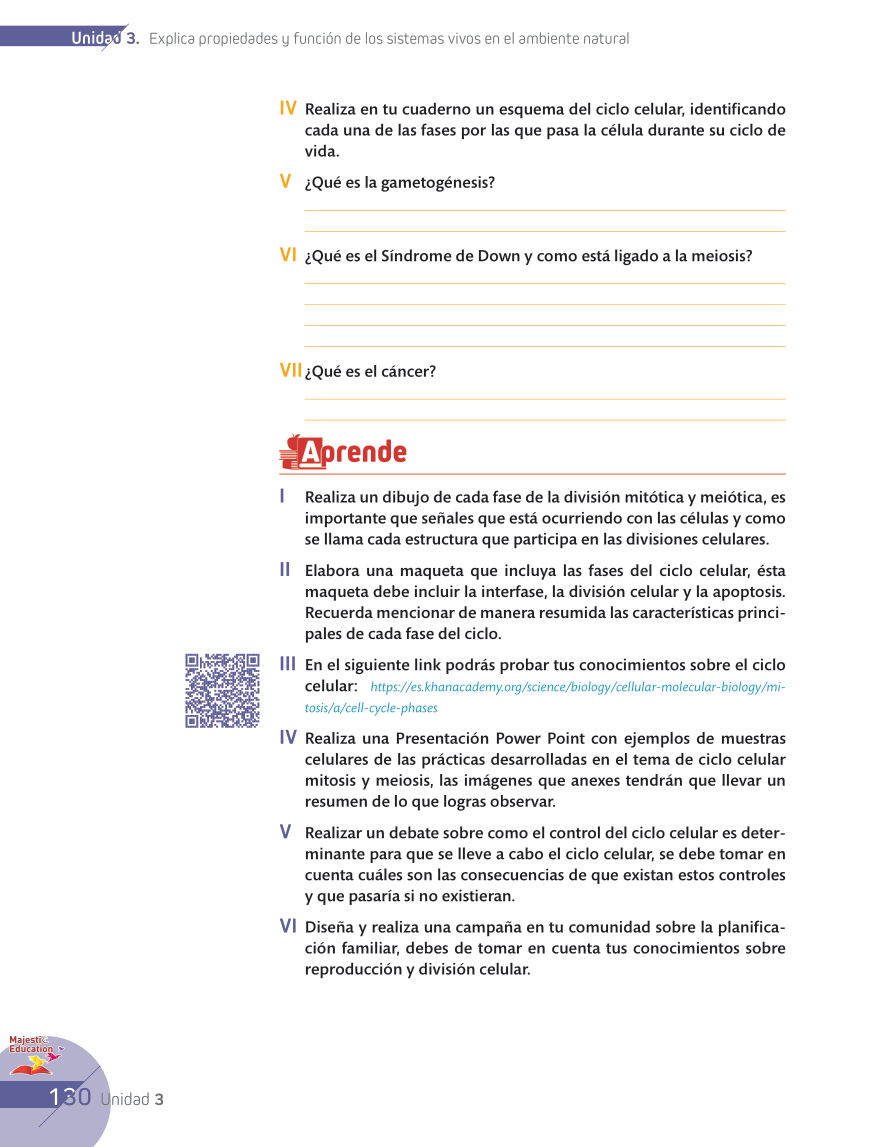 Unidad 3. Explica propiedades y función de los sistemas vivos en el ambiente natural
IV Realiza en tu cuaderno un esquema del ciclo celular, identificando
cada una de las fases por las que pasa la célula durante su ciclo de
vida.
V ¿Qué es la gametogénesis?
VI ¿Qué es el Síndrome de Down y como está ligado a la meiosis?
VII ¿Qué es el cáncer?
Aprende
I Realiza un dibujo de cada fase de la división mitótica y meiótica, es
importante que señales que está ocurriendo con las células y como
se llama cada estructura que participa en las divisiones celulares.
II Elabora una maqueta que incluya las fases del ciclo celular, ésta
maqueta debe incluir la interfase, la división celular y la apoptosis.
Recuerda mencionar de manera resumida las características princi-
pales de cada fase del ciclo.
III En el siguiente link podrás probar tus conocimientos sobre el ciclo
celular: https://es.khanacademy.org/science/biology/cellular-molecular-biology/mi-
tosis/a/cell-cycle-phases
IV Realiza una Presentación Power Point con ejemplos de muestras
celulares de las prácticas desarrolladas en el tema de ciclo celular
mitosis y meiosis, las imágenes que anexes tendrán que llevar un
resumen de lo que logras observar.
V Realizar un debate sobre como el control del ciclo celular es deter-
minante para que se lleve a cabo el ciclo celular, se debe tomar en
cuenta cuáles son las consecuencias de que existan estos controles
y que pasaría si no existieran.
VI Diseña y realiza una campaña en tu comunidad sobre la planifica-
ción familiar, debes de tomar en cuenta tus conocimientos sobre
reproducción y división celular.
Majestic
Education
130 Unidad 3